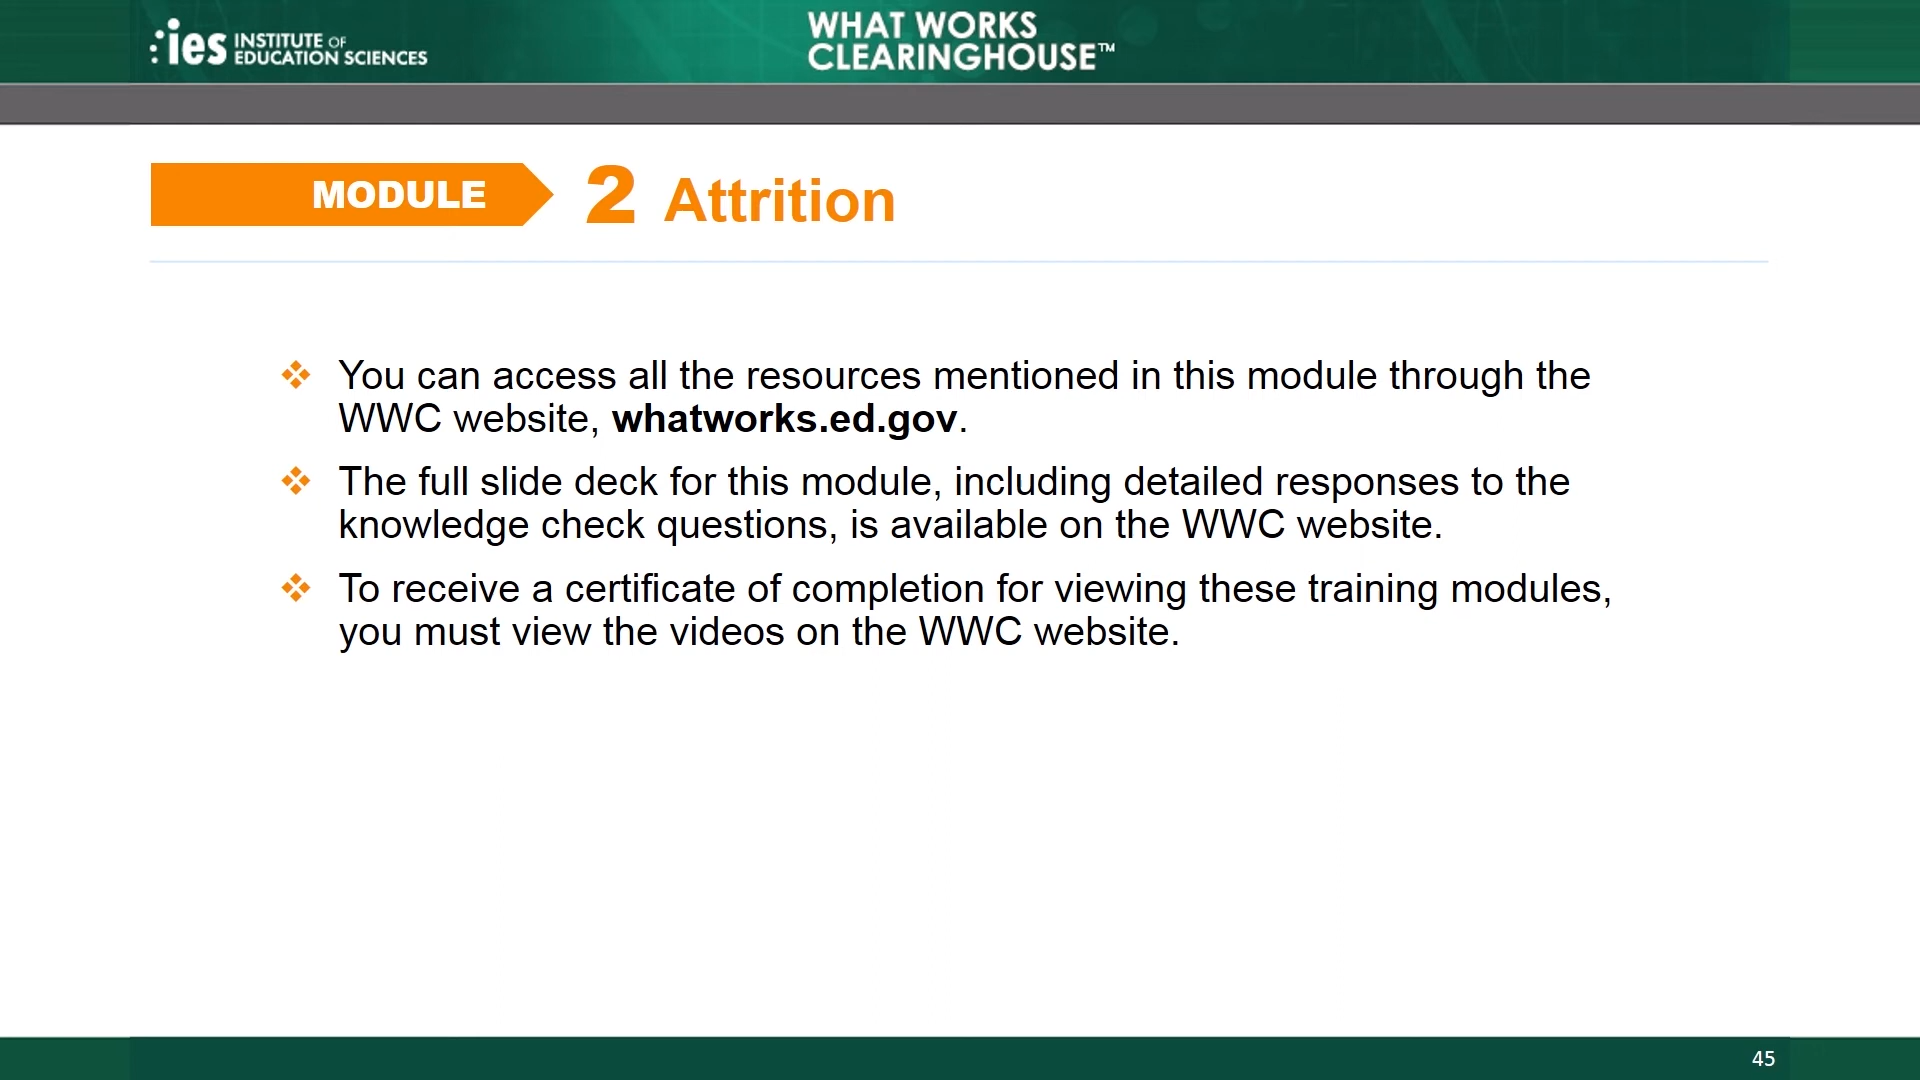 ies INSTITUTE OF
EDUCATION SCIENCES
WHAT WORKS
CLEARINGHOUSE™
MODULE 2 Attrition
❖ You can access all the resources mentioned in this module through the
WWC website, whatworks.ed.gov.
❖ The full slide deck for this module, including detailed responses to the
knowledge check questions, is available on the WWC website.
❖ To receive a certificate of completion for viewing these training modules,
you must view the videos on the WWC website.
45